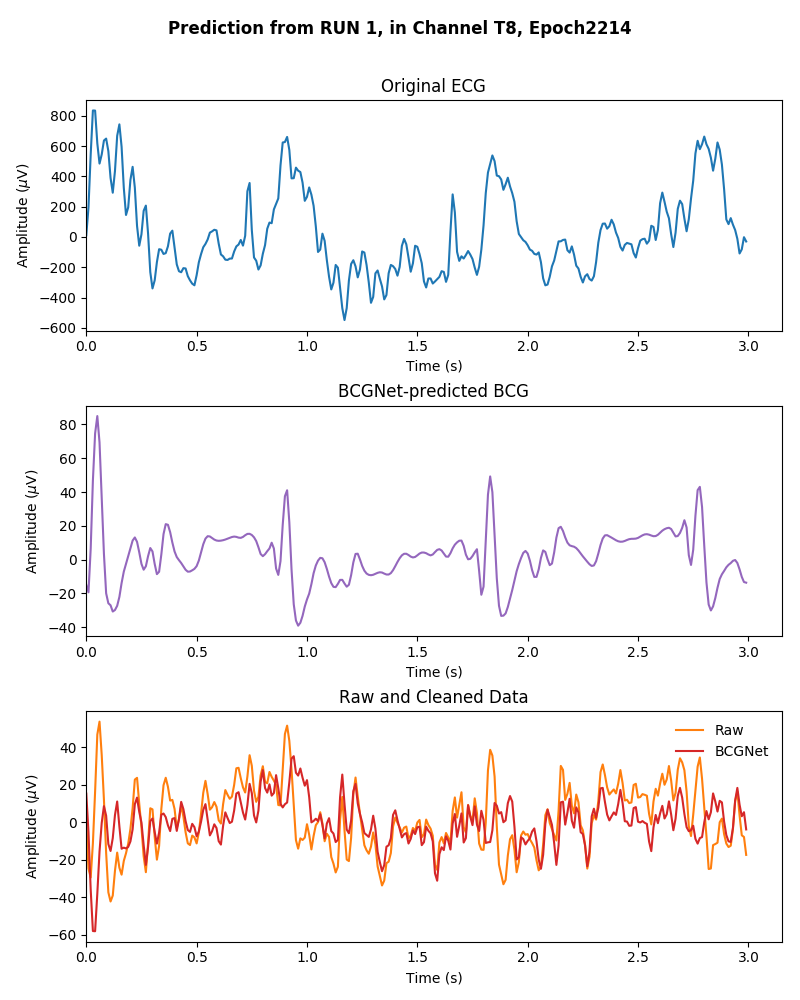 Prediction from RUN 1, in Channel T8, Epoch2214
Original ECG
Amplitude (μV)
800
600
400
200
0
−200
−400
−600
0.0 0.5 1.0 1.5 2.0 2.5 3.0
Time (s)
BCGNet-predicted BCG
Amplitude (μV)
80
60
40
20
0
−20
−40
0.0 0.5 1.0 1.5 2.0 2.5 3.0
Time (s)
Raw and Cleaned Data
Amplitude (μV)
40
20
0
−20
−40
−60
Raw
BCGNet
0.0 0.5 1.0 1.5 2.0 2.5 3.0
Time (s)